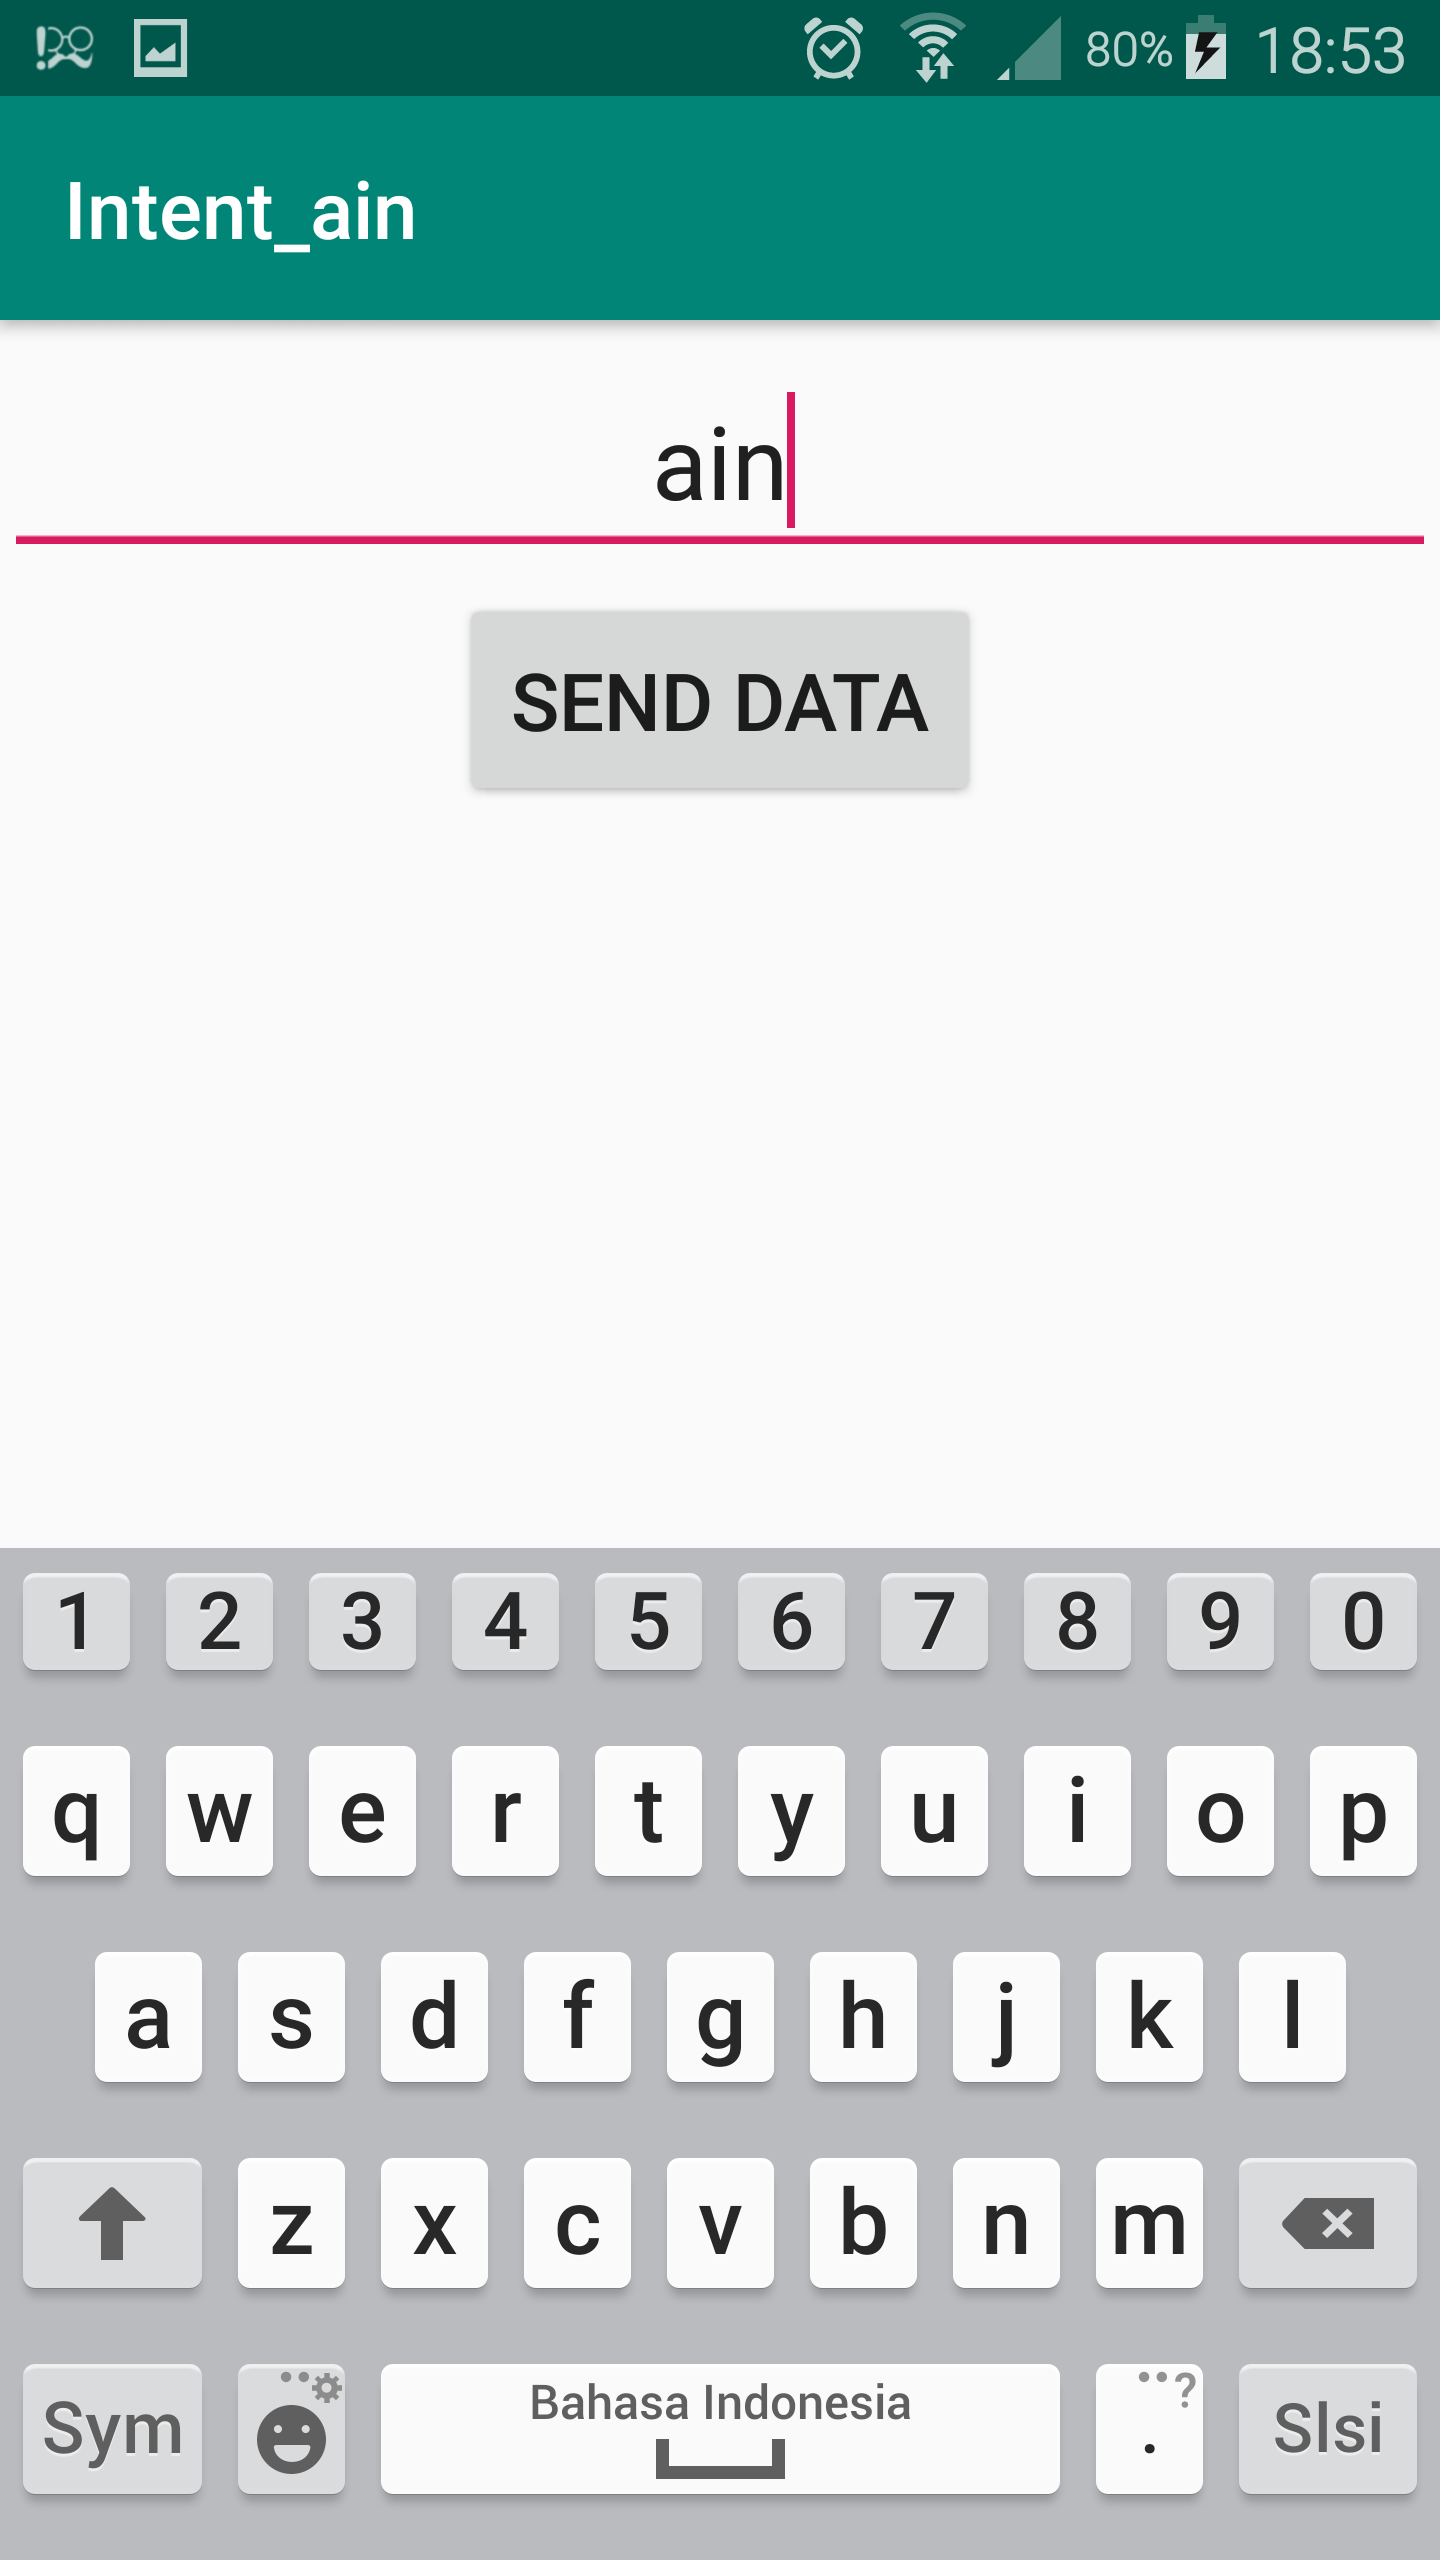 80% 18:53
Intent_ain
ain
SEND DATA
1 2 3 4 5 6 7 8 9 0
q w e r t y u i o p
a s d f g h j k l
z x c v b n m
Sym Bahasa Indonesia . ? Slsi